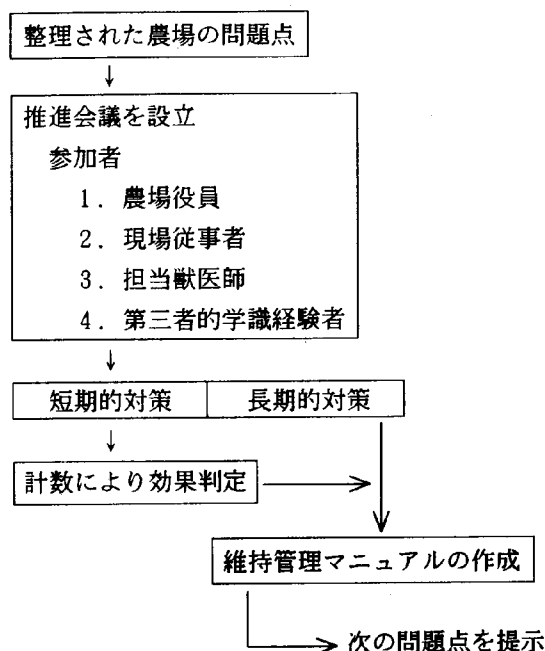 整理された農場の問題点
推進会議を設立
参加者
1. 農場役員
2. 現場従事者
3. 担当獣医師
4. 第三者的学識経験者
短期的対策
長期的対策
計数により効果判定
維持管理マニュアルの作成
次の問題点を提示